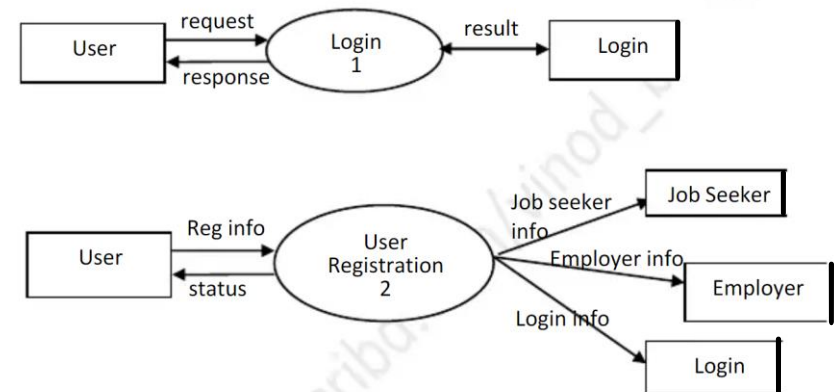 request
User
Login
1
result
Login
response
Job Seeker
Job seeker
info
Reg info
User
User
Registration
2
Employer info
Employer
status
Login info
Login